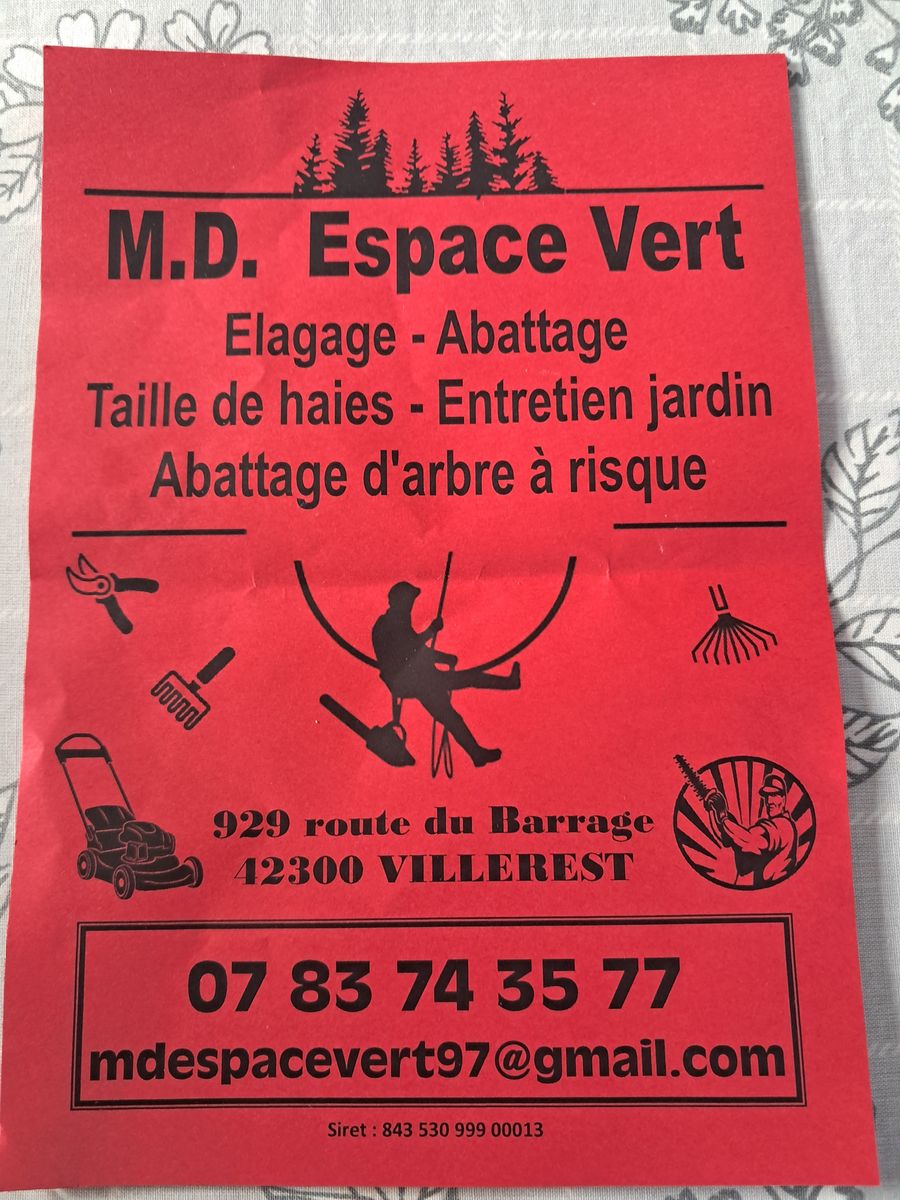 M.D. Espace Vert
Elagage - Abattage
Taille de haies - Entretien jardin
Abattage d'arbre à risque
929 route du Barrage
42300 VILLEREST
07 83 74 35 77
mdespacevert97@gmail.com
Siret : 843 530 999 00013